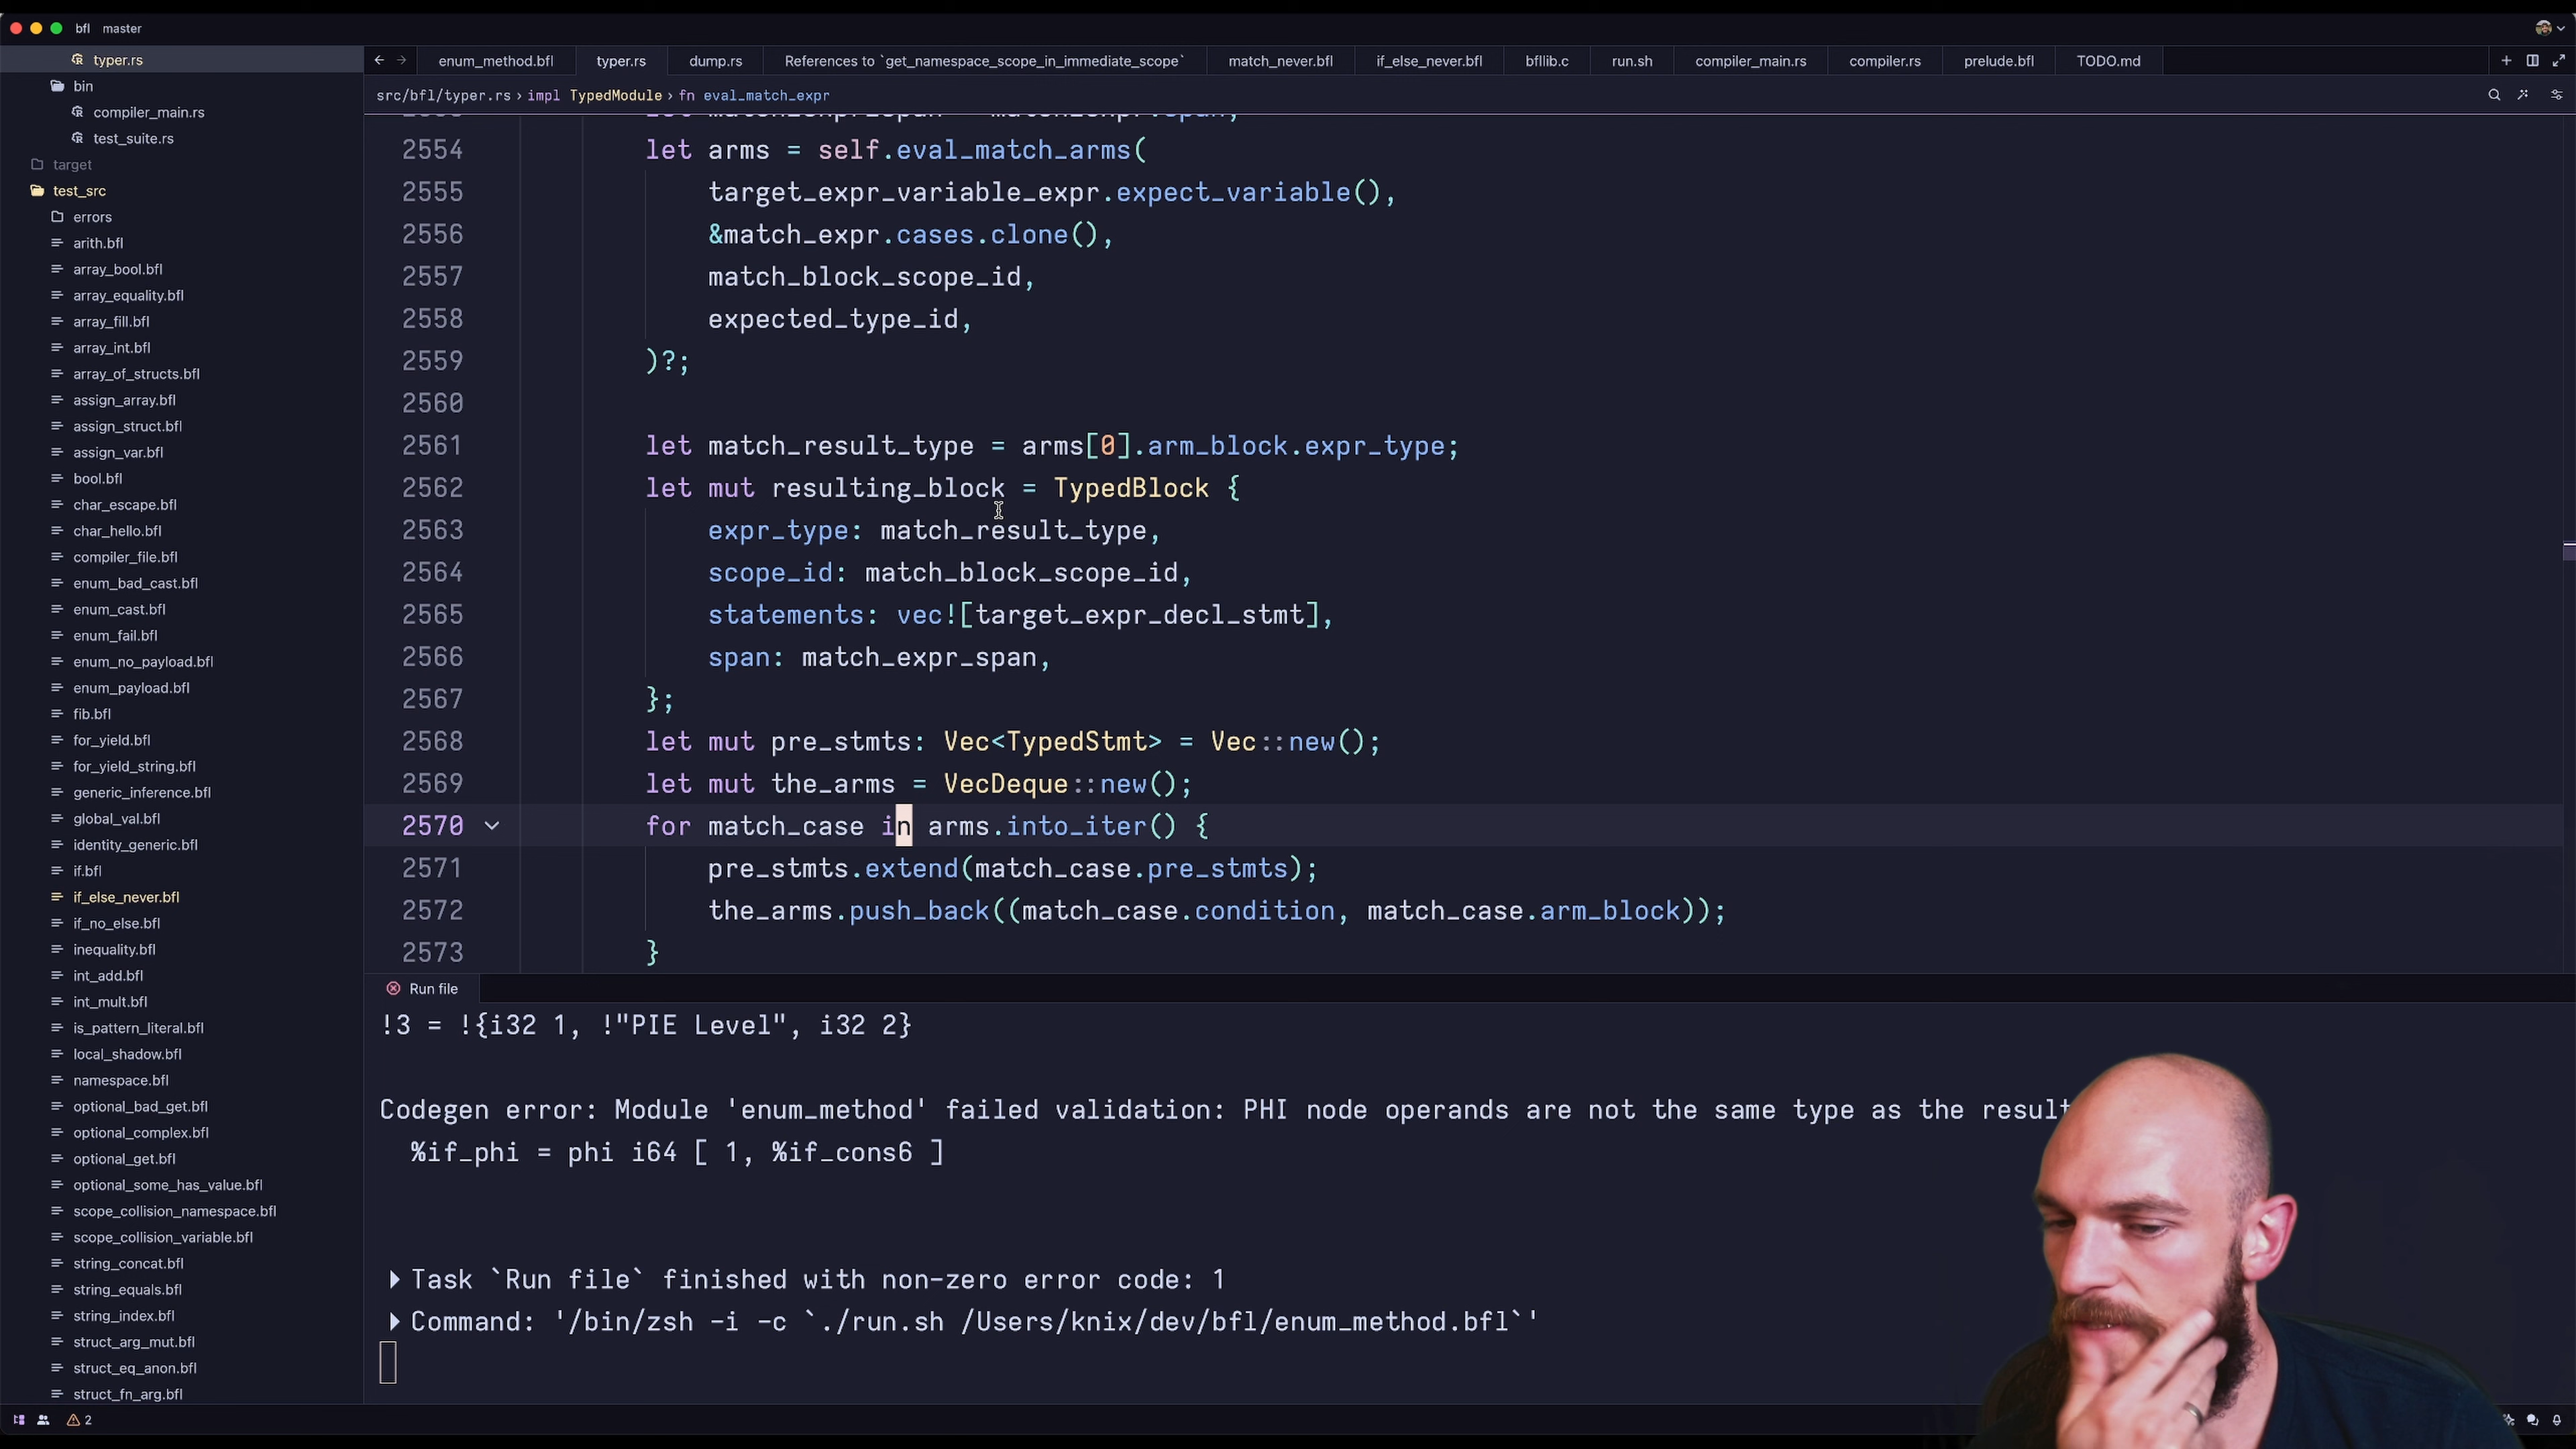 bfl master
typer.rs
bin
compiler_main.rs
test_suite.rs
target
test_src
errors
arith.bfl
array_bool.bfl
array_equality.bfl
array_fill.bfl
array_int.bfl
array_of_structs.bfl
assign_array.bfl
assign_struct.bfl
assign_var.bfl
bool.bfl
char_escape.bfl
char_hello.bfl
compiler_file.bfl
enum_bad_cast.bfl
enum_cast.bfl
enum_fail.bfl
enum_no_payload.bfl
enum_payload.bfl
fib.bfl
for_yield.bfl
for_yield_string.bfl
generic_inference.bfl
global_val.bfl
identity_generic.bfl
if.bfl
if_else_never.bfl
if_no_else.bfl
inequality.bfl
int_add.bfl
int_mult.bfl
is_pattern_literal.bfl
local_shadow.bfl
namespace.bfl
optional_bad_get.bfl
optional_complex.bfl
optional_get.bfl
optional_some_has_value.bfl
scope_collision_namespace.bfl
scope_collision_variable.bfl
string_concat.bfl
string_equals.bfl
string_index.bfl
struct_arg_mut.bfl
struct_eq_anon.bfl
struct_fn_arg.bfl
enum_method.bfl typer.rs dump.rs References to `get_namespace_scope_in_immediate_scope` match_never.bfl if_else_never.bfl bfllib.c run.sh compiler_main.rs compiler.rs prelude.bfl TODO.md
src/bfl/typer.rs › impl TypedModule › fn eval_match_expr
2554 let arms = self.eval_match_arms(
2555 target_expr_variable_expr.expect_variable(),
2556 &match_expr.cases.clone(),
2557 match_block_scope_id,
2558 expected_type_id,
2559 )?;
2560
2561 let match_result_type = arms[0].arm_block.expr_type;
2562 let mut resulting_block = TypedBlock {
2563 expr_type: match_result_type,
2564 scope_id: match_block_scope_id,
2565 statements: vec![target_expr_decl_stmt],
2566 span: match_expr_span,
2567 };
2568 let mut pre_stmts: Vec<TypedStmt> = Vec::new();
2569 let mut the_arms = VecDeque::new();
2570 for match_case in arms.into_iter() {
2571 pre_stmts.extend(match_case.pre_stmts);
2572 the_arms.push_back((match_case.condition, match_case.arm_block));
2573 }
Run file
!3 = !{i32 1, !"PIE Level", i32 2}
Codegen error: Module 'enum_method' failed validation: PHI node operands are not the same type as the result
%if_phi = phi i64 [ 1, %if_cons6 ]
Task `Run file` finished with non-zero error code: 1
Command: '/bin/zsh -i -c `./run.sh /Users/knix/dev/bfl/enum_method.bfl`'
2